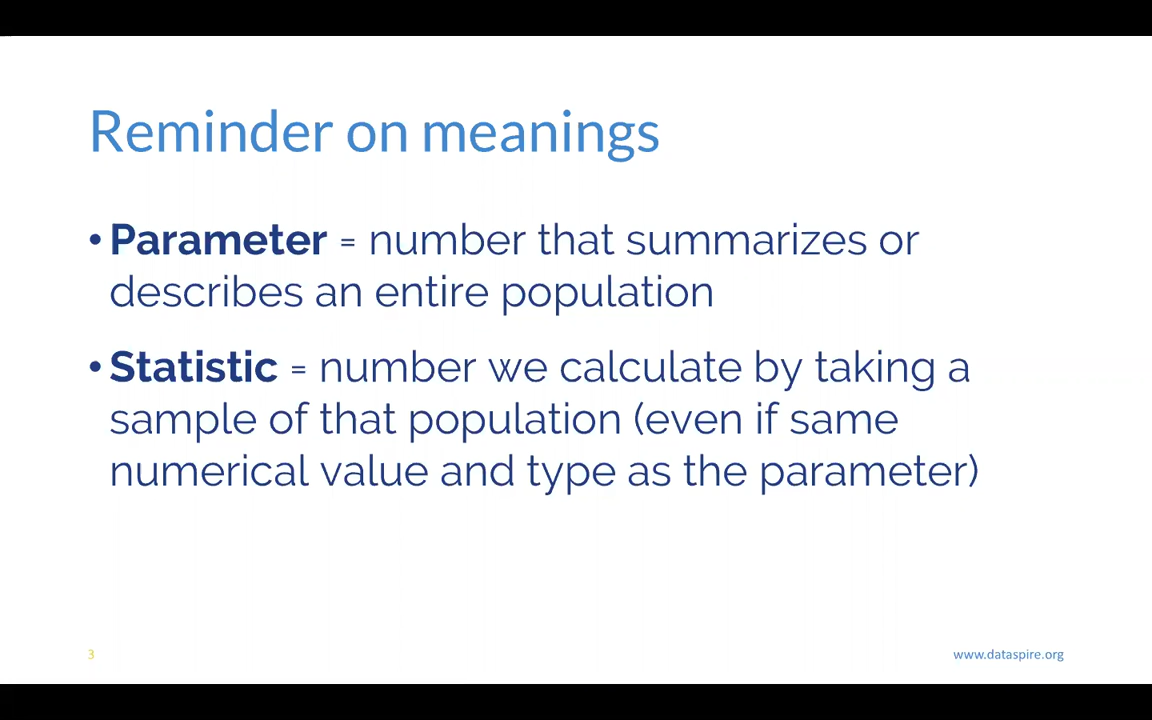 Reminder on meanings
• Parameter = number that summarizes or
describes an entire population
• Statistic = number we calculate by taking a
sample of that population (even if same
numerical value and type as the parameter)
3
www.dataspire.org